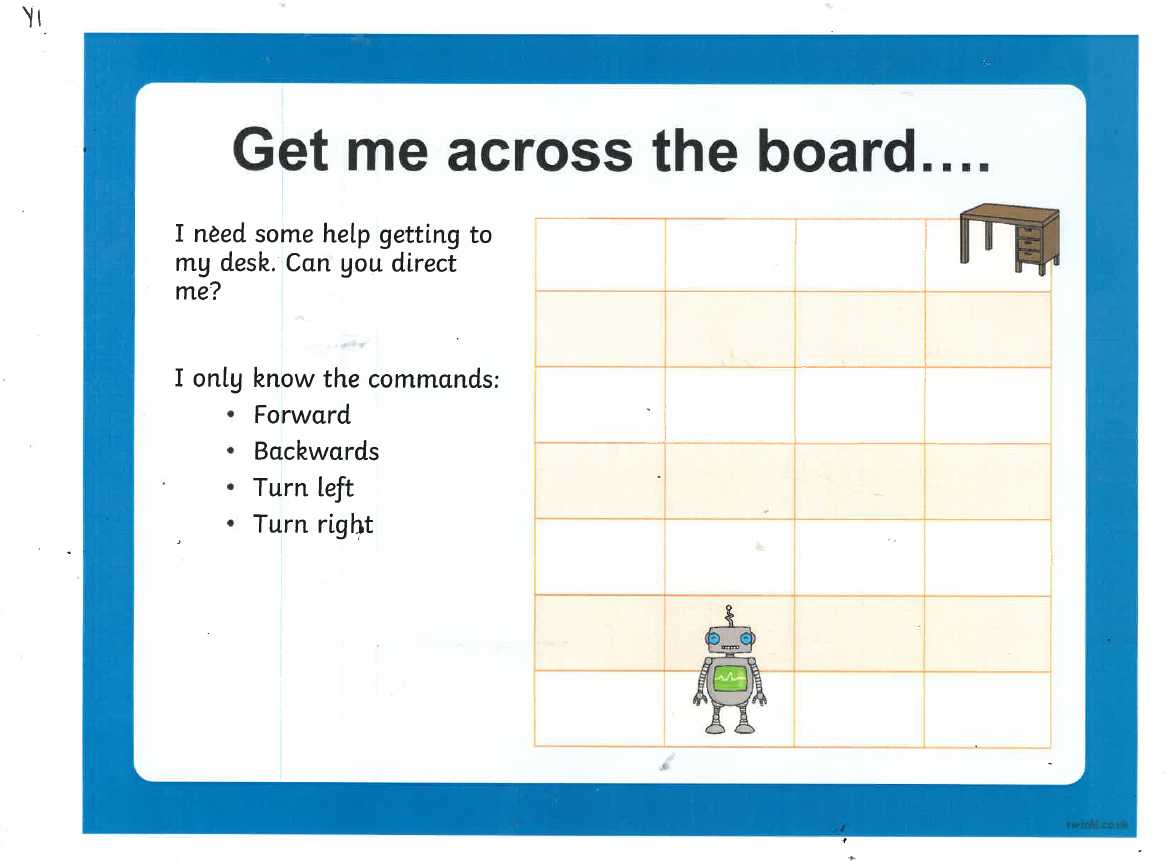 Y1
Get me across the board....
I need some help getting to
my desk. Can you direct
me?
I only know the commands:
• Forward
• Backwards
• Turn left
• Turn right
twinkl.co.uk